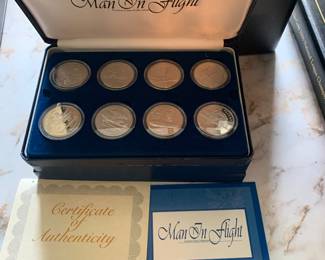 Man In Flight
Certificate
of
Authenticity
Man In Flight